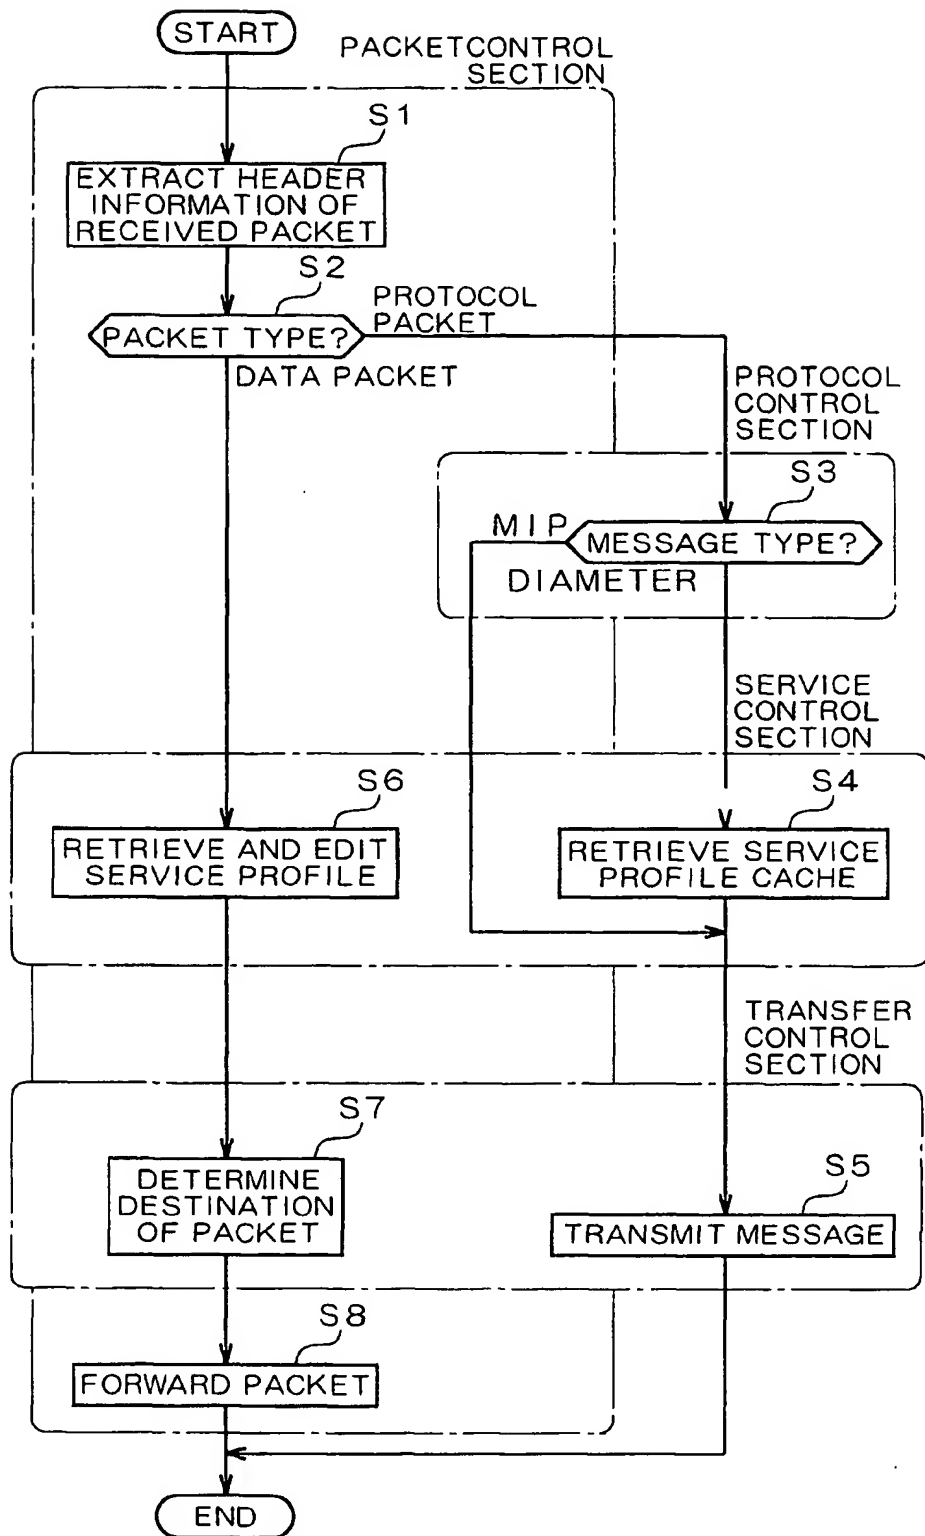 START
PACKETCONTROL
SECTION
S1
EXTRACT HEADER
INFORMATION OF
RECEIVED PACKET
S2
PACKET TYPE?
PROTOCOL
PACKET
DATA PACKET
PROTOCOL
CONTROL
SECTION
S3
MIP
MESSAGE TYPE?
DIAMETER
SERVICE
CONTROL
SECTION
S6
RETRIEVE AND EDIT
SERVICE PROFILE
S4
RETRIEVE SERVICE
PROFILE CACHE
TRANSFER
CONTROL
SECTION
S7
DETERMINE
DESTINATION
OF PACKET
S5
TRANSMIT MESSAGE
S8
FORWARD PACKET
END